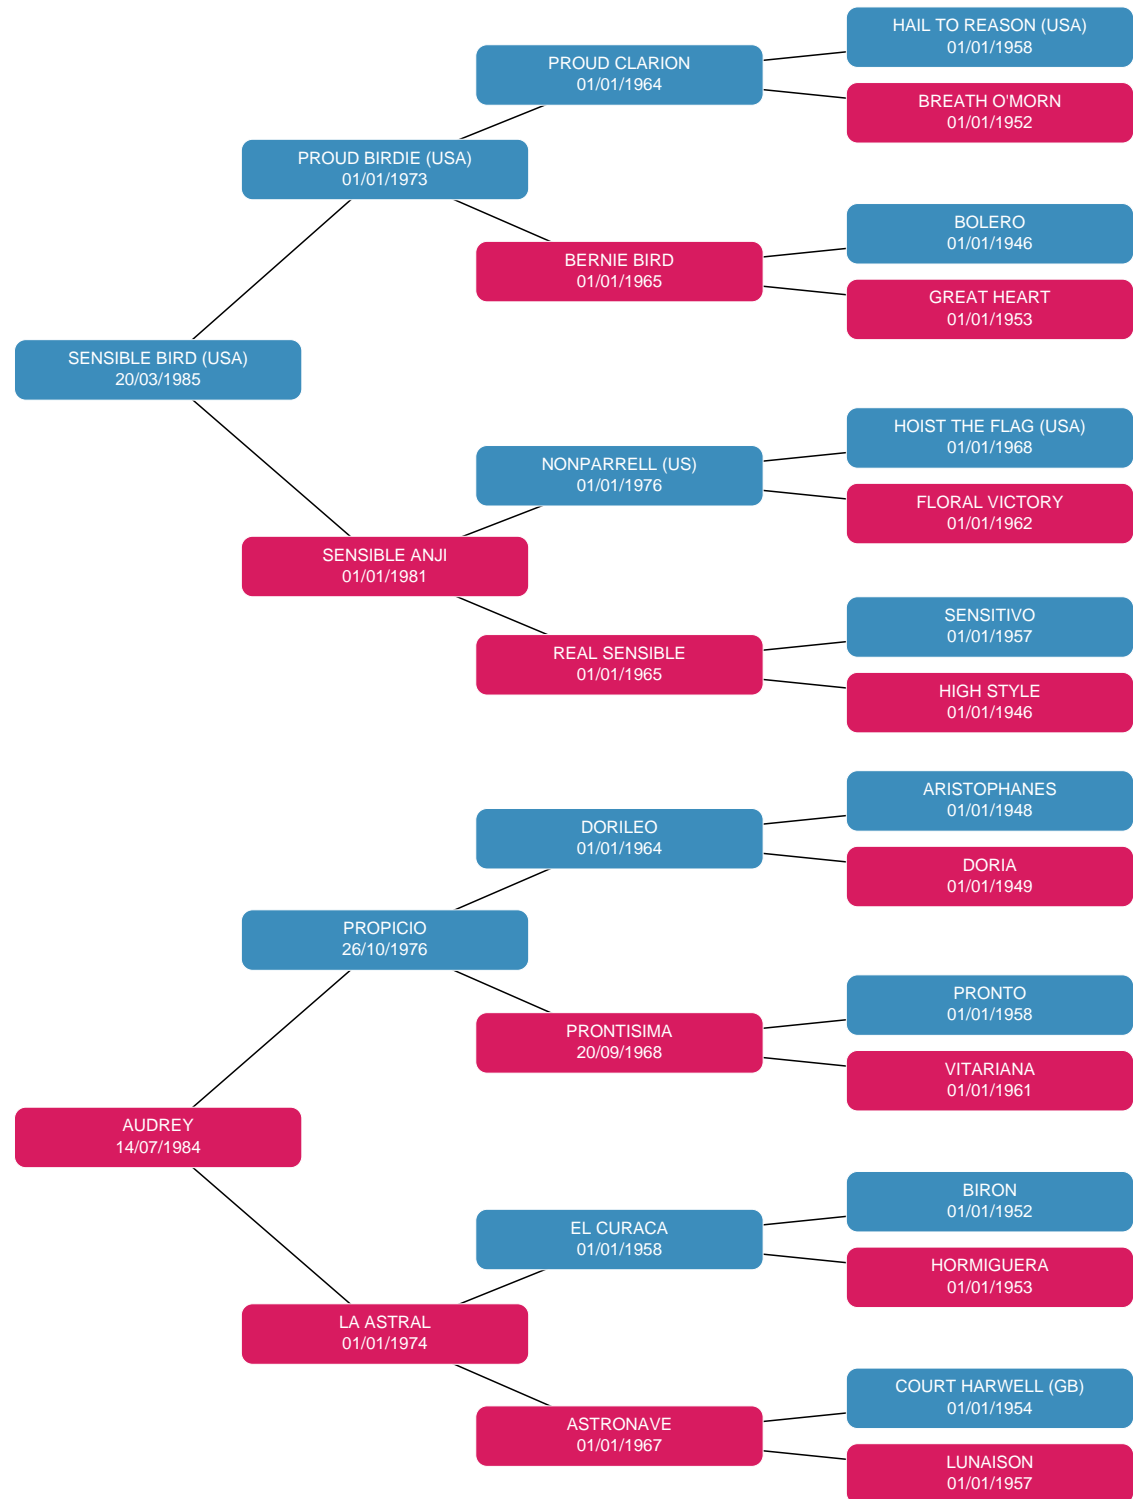 HAIL TO REASON (USA)
01/01/1958
PROUD CLARION
01/01/1964
BREATH O'MORN
01/01/1952
PROUD BIRDIE (USA)
01/01/1973
BOLERO
01/01/1946
BERNIE BIRD
01/01/1965
GREAT HEART
01/01/1953
SENSIBLE BIRD (USA)
20/03/1985
HOIST THE FLAG (USA)
01/01/1968
NONPARRELL (US)
01/01/1976
FLORAL VICTORY
01/01/1962
SENSIBLE ANJI
01/01/1981
SENSITIVO
01/01/1957
REAL SENSIBLE
01/01/1965
HIGH STYLE
01/01/1946
ARISTOPHANES
01/01/1948
DORILEO
01/01/1964
DORIA
01/01/1949
PROPICIO
26/10/1976
PRONTO
01/01/1958
PRONTISIMA
20/09/1968
VITARIANA
01/01/1961
AUDREY
14/07/1984
BIRON
01/01/1952
EL CURACA
01/01/1958
HORMIGUERA
01/01/1953
LA ASTRAL
01/01/1974
COURT HARWELL (GB)
01/01/1954
ASTRONAVE
01/01/1967
LUNAISON
01/01/1957